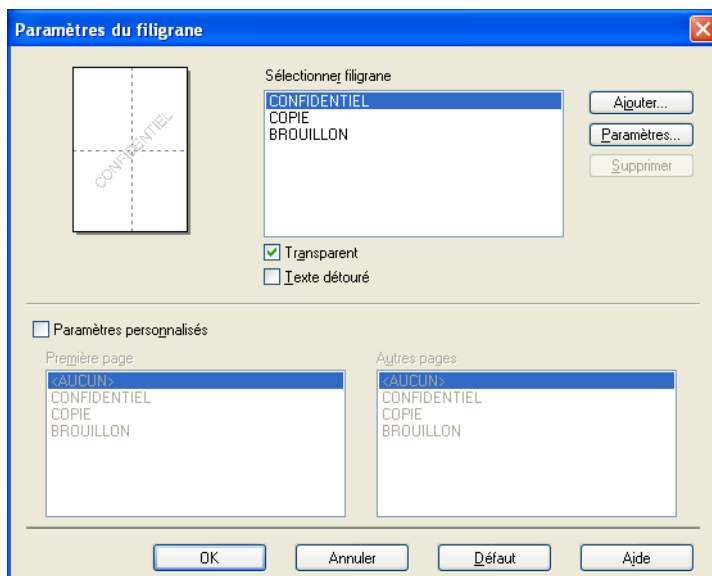 Paramètres du filigrane
CONFIDENTIEL
Sélectionner filigrane
CONFIDENTIEL
COPIE
BROUILLON
Ajouter...
Paramètres...
Supprimer
Transparent
Texte détouré
Paramètres personnalisés
Première page
<AUCUN>
CONFIDENTIEL
COPIE
BROUILLON
Autres pages
<AUCUN>
CONFIDENTIEL
COPIE
BROUILLON
OK
Annuler
Défaut
Aide